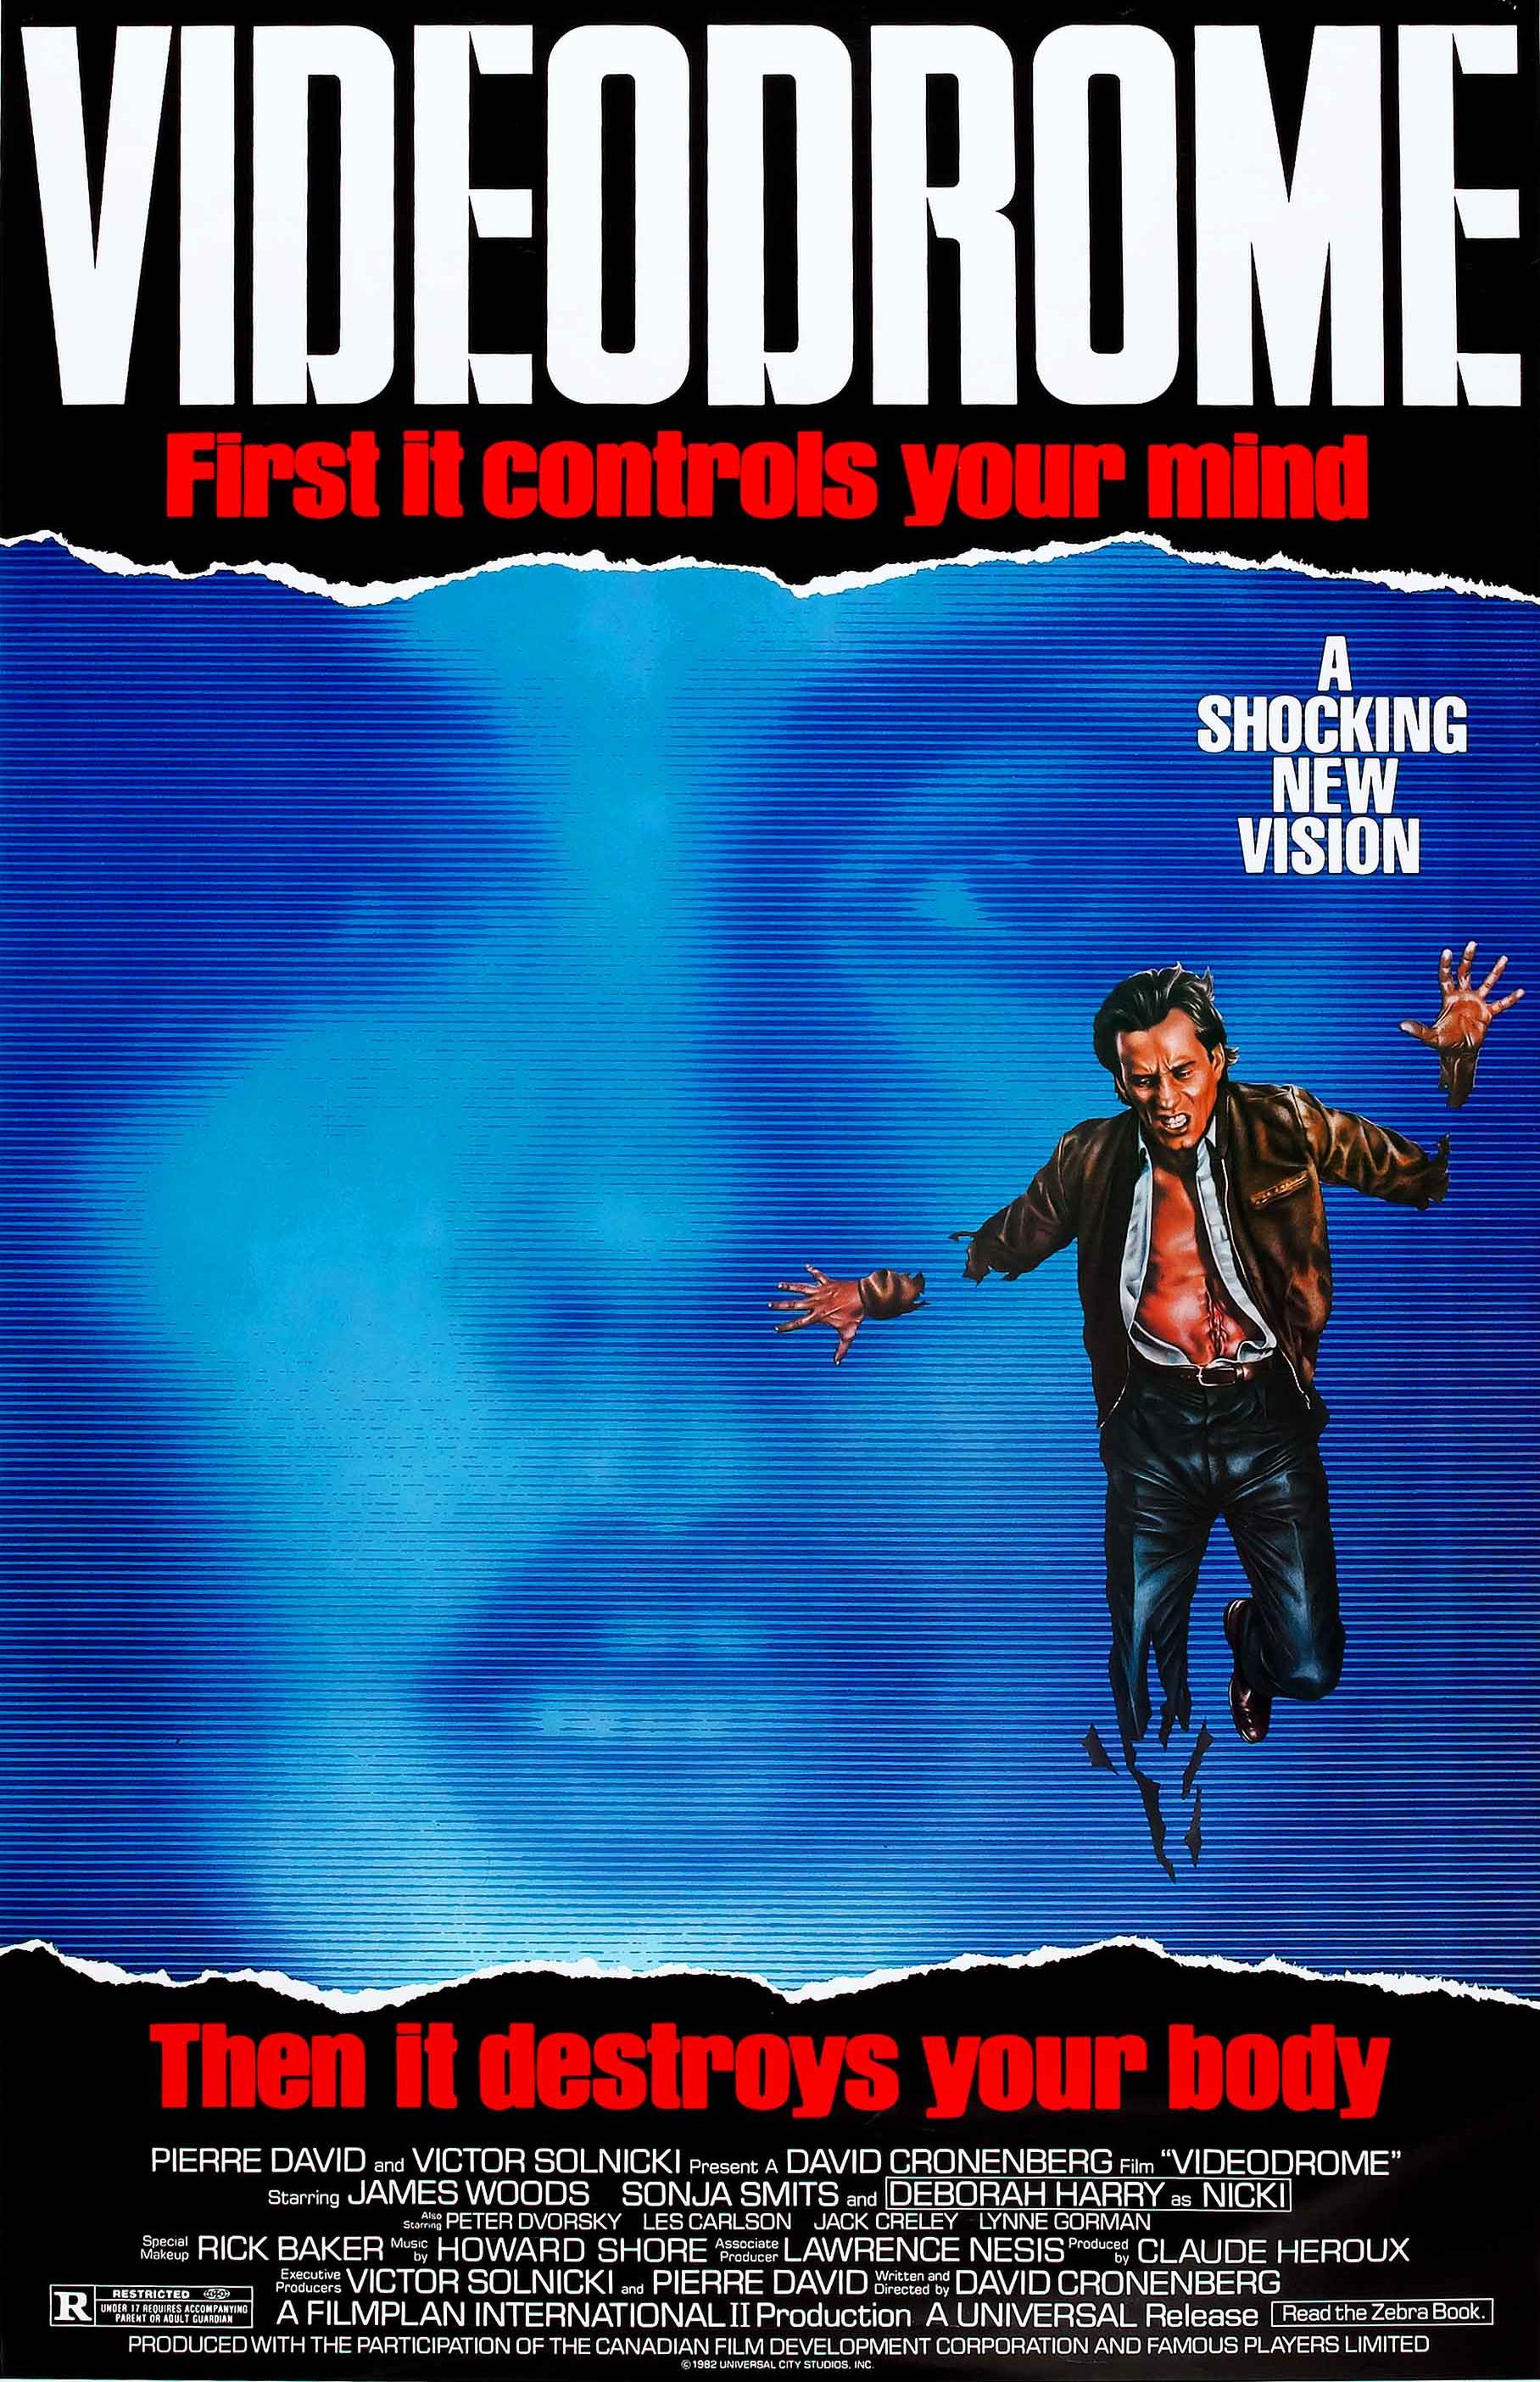 VIDEODROME
First it controls your mind
A
SHOCKING
NEW
VISION
Then it destroys your body
PIERRE DAVID and VICTOR SOLNICKI Present A DAVID CRONENBERG Film “VIDEODROME”
Starring JAMES WOODS SONJA SMITS and DEBORAH HARRY as NICKI
Also Starring PETER DVORSKY LES CARLSON JACK CRELEY LYNNE GORMAN
Special Makeup RICK BAKER Music by HOWARD SHORE Associate Producer LAWRENCE NESIS Produced by CLAUDE HEROUX
Executive Producers VICTOR SOLNICKI and PIERRE DAVID Written and Directed by DAVID CRONENBERG
R RESTRICTED
UNDER 17 REQUIRES ACCOMPANYING
PARENT OR ADULT GUARDIAN
A FILMPLAN INTERNATIONAL II Production A UNIVERSAL Release Read the Zebra Book.
PRODUCED WITH THE PARTICIPATION OF THE CANADIAN FILM DEVELOPMENT CORPORATION AND FAMOUS PLAYERS LIMITED
©1982 UNIVERSAL CITY STUDIOS, INC.